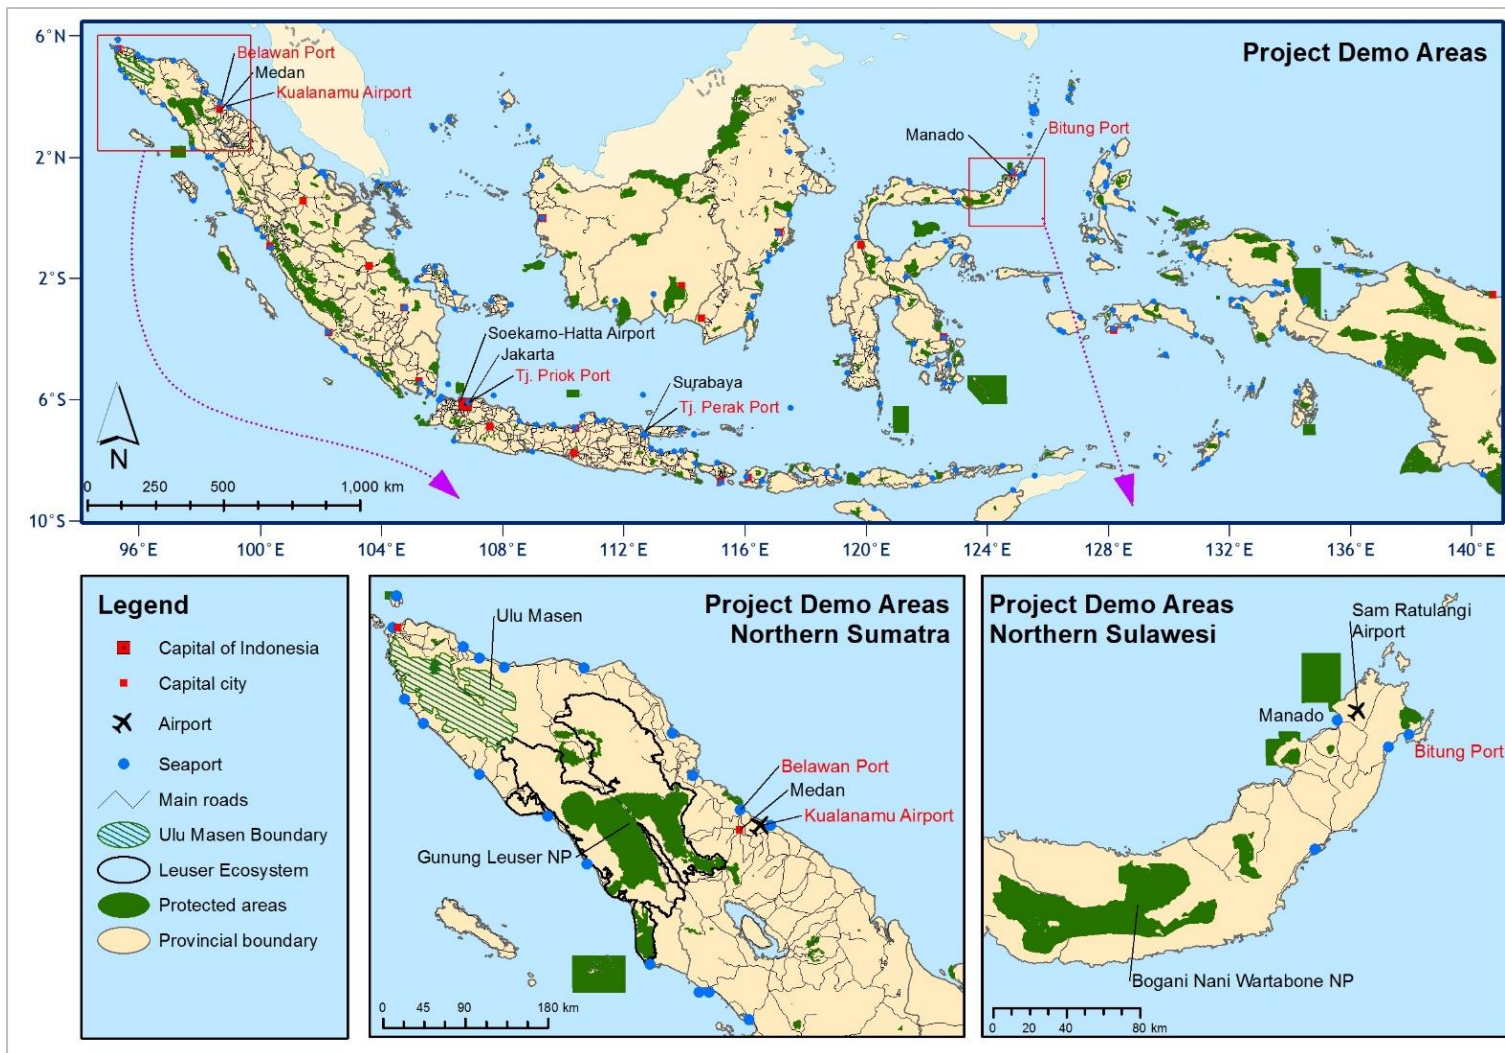 Project Demo Areas
6°N
2°N
2°S
6°S
10°S
Belawan Port
Medan
Kualanamu Airport
Manado
Bitung Port
Soekarno-Hatta Airport
Jakarta
Tj. Priok Port
Surabaya
Tj. Perak Port
N
0 250 500 1,000 km
96°E 100°E 104°E 108°E 112°E 116°E 120°E 124°E 128°E 132°E 136°E 140°E
Legend
Capital of Indonesia
Capital city
Airport
Seaport
Main roads
Ulu Masen Boundary
Leuser Ecosystem
Protected areas
Provincial boundary
Project Demo Areas
Northern Sumatra
Ulu Masen
Belawan Port
Medan
Kualanamu Airport
Gunung Leuser NP
0 45 90 180 km
Project Demo Areas
Northern Sulawesi
Sam Ratulangi
Airport
Manado
Bitung Port
Bogani Nani Wartabone NP
0 20 40 80
km